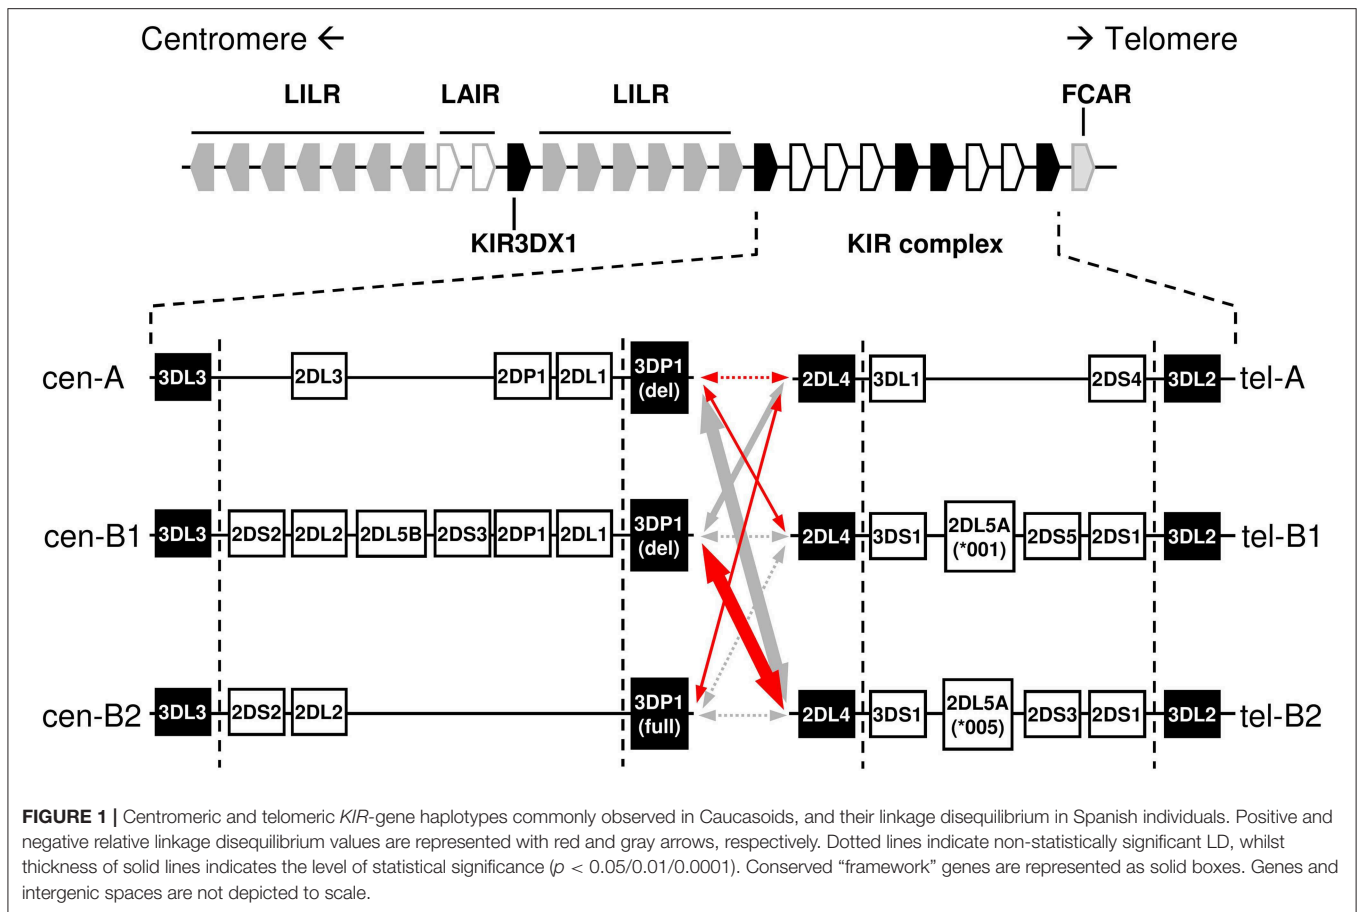 Centromere ← → Telomere
LILR LAIR LILR FCAR
KIR3DX1 KIR complex
cen-A 3DL3 2DL3 2DP1 2DL1 3DP1 (del) 2DL4 3DL1 2DS4 3DL2 tel-A
cen-B1 3DL3 2DS2 2DL2 2DL5B 2DS3 2DP1 2DL1 3DP1 (del) 2DL4 3DS1 2DL5A (*001) 2DS5 2DS1 3DL2 tel-B1
cen-B2 3DL3 2DS2 2DL2 3DP1 (full) 2DL4 3DS1 2DL5A (*005) 2DS3 2DS1 3DL2 tel-B2
FIGURE 1 | Centromeric and telomeric KIR-gene haplotypes commonly observed in Caucasoids, and their linkage disequilibrium in Spanish individuals. Positive and
negative relative linkage disequilibrium values are represented with red and gray arrows, respectively. Dotted lines indicate non-statistically significant LD, whilst
thickness of solid lines indicates the level of statistical significance (p < 0.05/0.01/0.0001). Conserved “framework” genes are represented as solid boxes. Genes and
intergenic spaces are not depicted to scale.